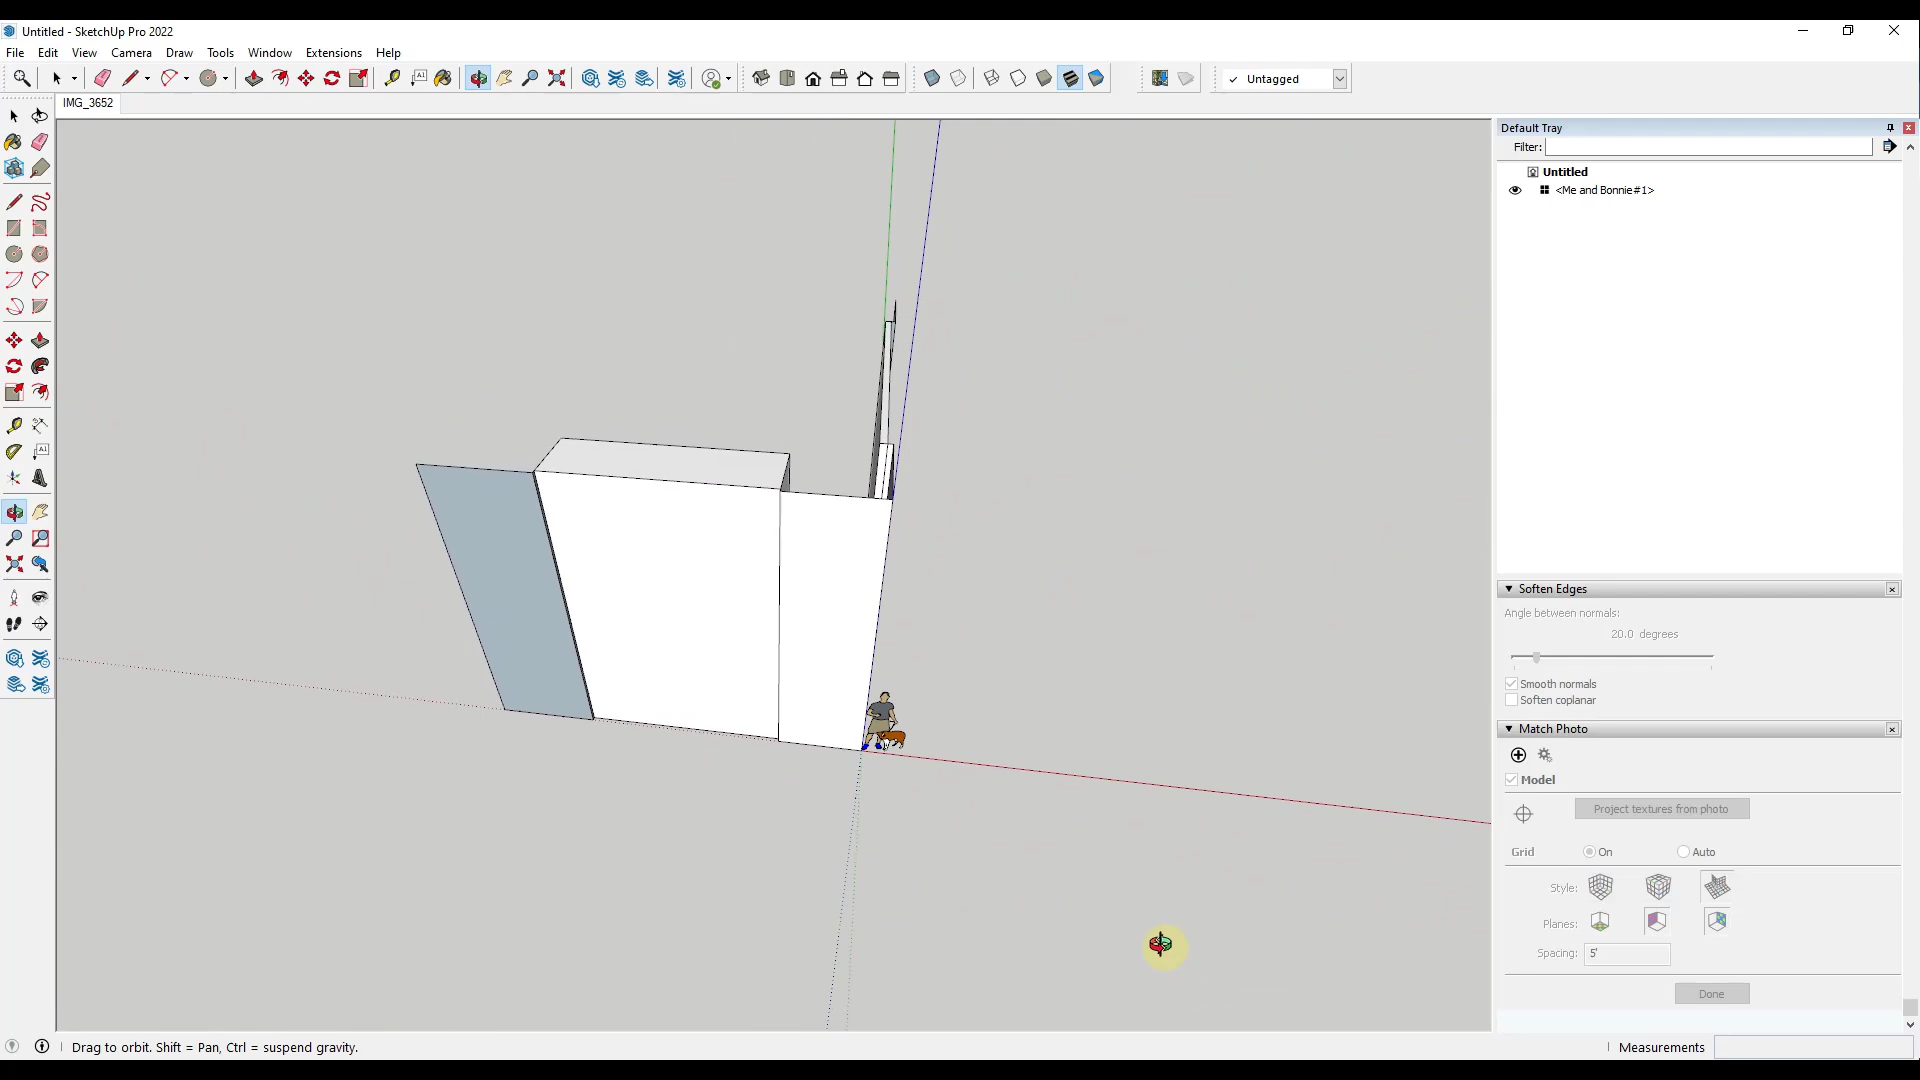 Untitled - SketchUp Pro 2022
File Edit View Camera Draw Tools Window Extensions Help
Untagged
IMG_3652
Default Tray
Filter:
Untitled
<Me and Bonnie#1>
Soften Edges
Angle between normals:
20.0 degrees
Smooth normals
Soften coplanar
Match Photo
Model
Project textures from photo
Grid On Auto
Style:
Planes:
Spacing: 5'
Done
Drag to orbit. Shift = Pan, Ctrl = suspend gravity.
Measurements